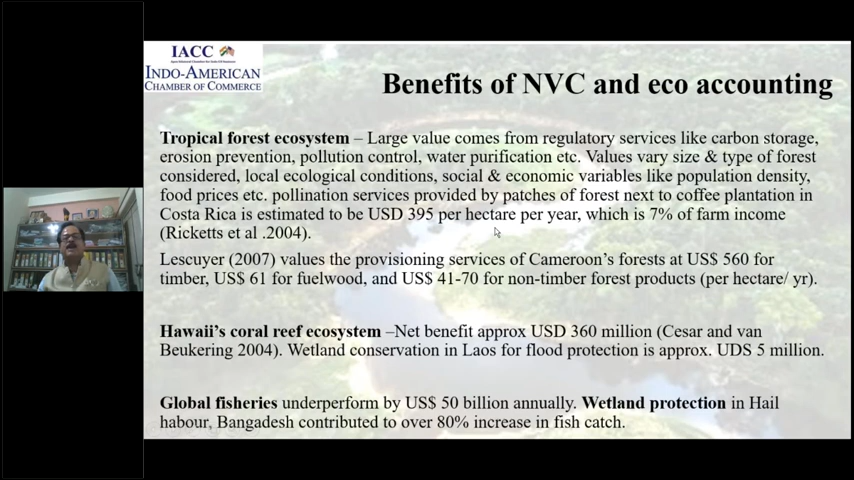 IACC
INDO-AMERICAN
CHAMBER OF COMMERCE
Benefits of NVC and eco accounting
Tropical forest ecosystem – Large value comes from regulatory services like carbon storage,
erosion prevention, pollution control, water purification etc. Values vary size & type of forest
considered, local ecological conditions, social & economic variables like population density,
food prices etc. pollination services provided by patches of forest next to coffee plantation in
Costa Rica is estimated to be USD 395 per hectare per year, which is 7% of farm income
(Ricketts et al .2004).
Lescuyer (2007) values the provisioning services of Cameroon's forests at US$ 560 for
timber, US$ 61 for fuelwood, and US$ 41-70 for non-timber forest products (per hectare/ yr).
Hawaii's coral reef ecosystem –Net benefit approx USD 360 million (Cesar and van
Beukering 2004). Wetland conservation in Laos for flood protection is approx. UDS 5 million.
Global fisheries underperform by US$ 50 billion annually. Wetland protection in Hail
habour, Bangadesh contributed to over 80% increase in fish catch.